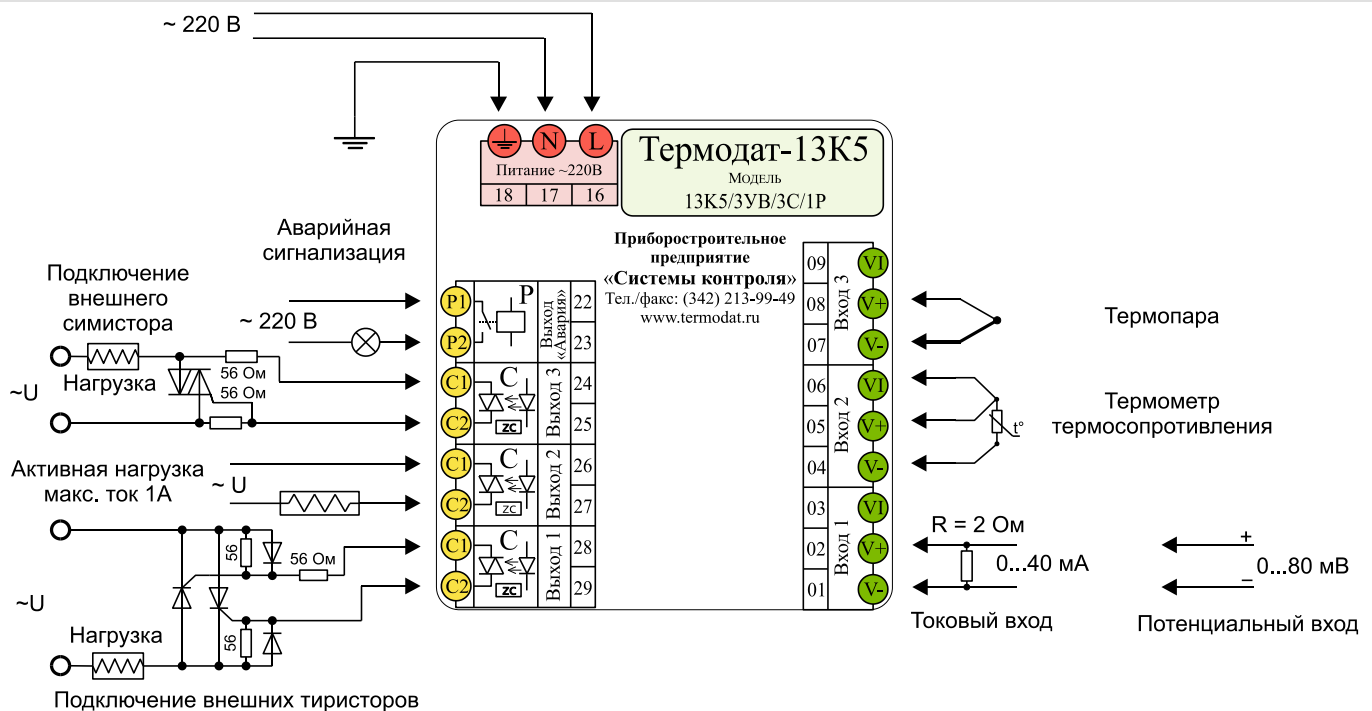 ~ 220 В
L
N
Питание ~220В
18 17 16
Термодат-13К5
Модель
13К5/3УВ/3С/1Р
Приборостроительное
предприятие
«Системы контроля»
Тел./факс: (342) 213-99-49
www.termodat.ru
Аварийная
сигнализация
~ 220 В
P1
P2
Р
Выход
«Авария»
22
23
Подключение
внешнего
симистора
Нагрузка
56 Ом
56 Ом
~U
C1
C2
С
ZC
Выход 3
24
25
Активная нагрузка
макс. ток 1А
~ U
C1
C2
С
ZC
Выход 2
26
27
56
56 Ом
~U
56
Нагрузка
C1
C2
С
ZC
Выход 1
28
29
Подключение внешних тиристоров
09
08
07
Вход 3
VI
V+
V-
Термопара
06
05
04
Вход 2
VI
V+
V-
t°
Термометр
термосопротивления
03
02
01
Вход 1
VI
V+
V-
R = 2 Ом
0...40 мА
Токовый вход
+
0...80 мВ
−
Потенциальный вход